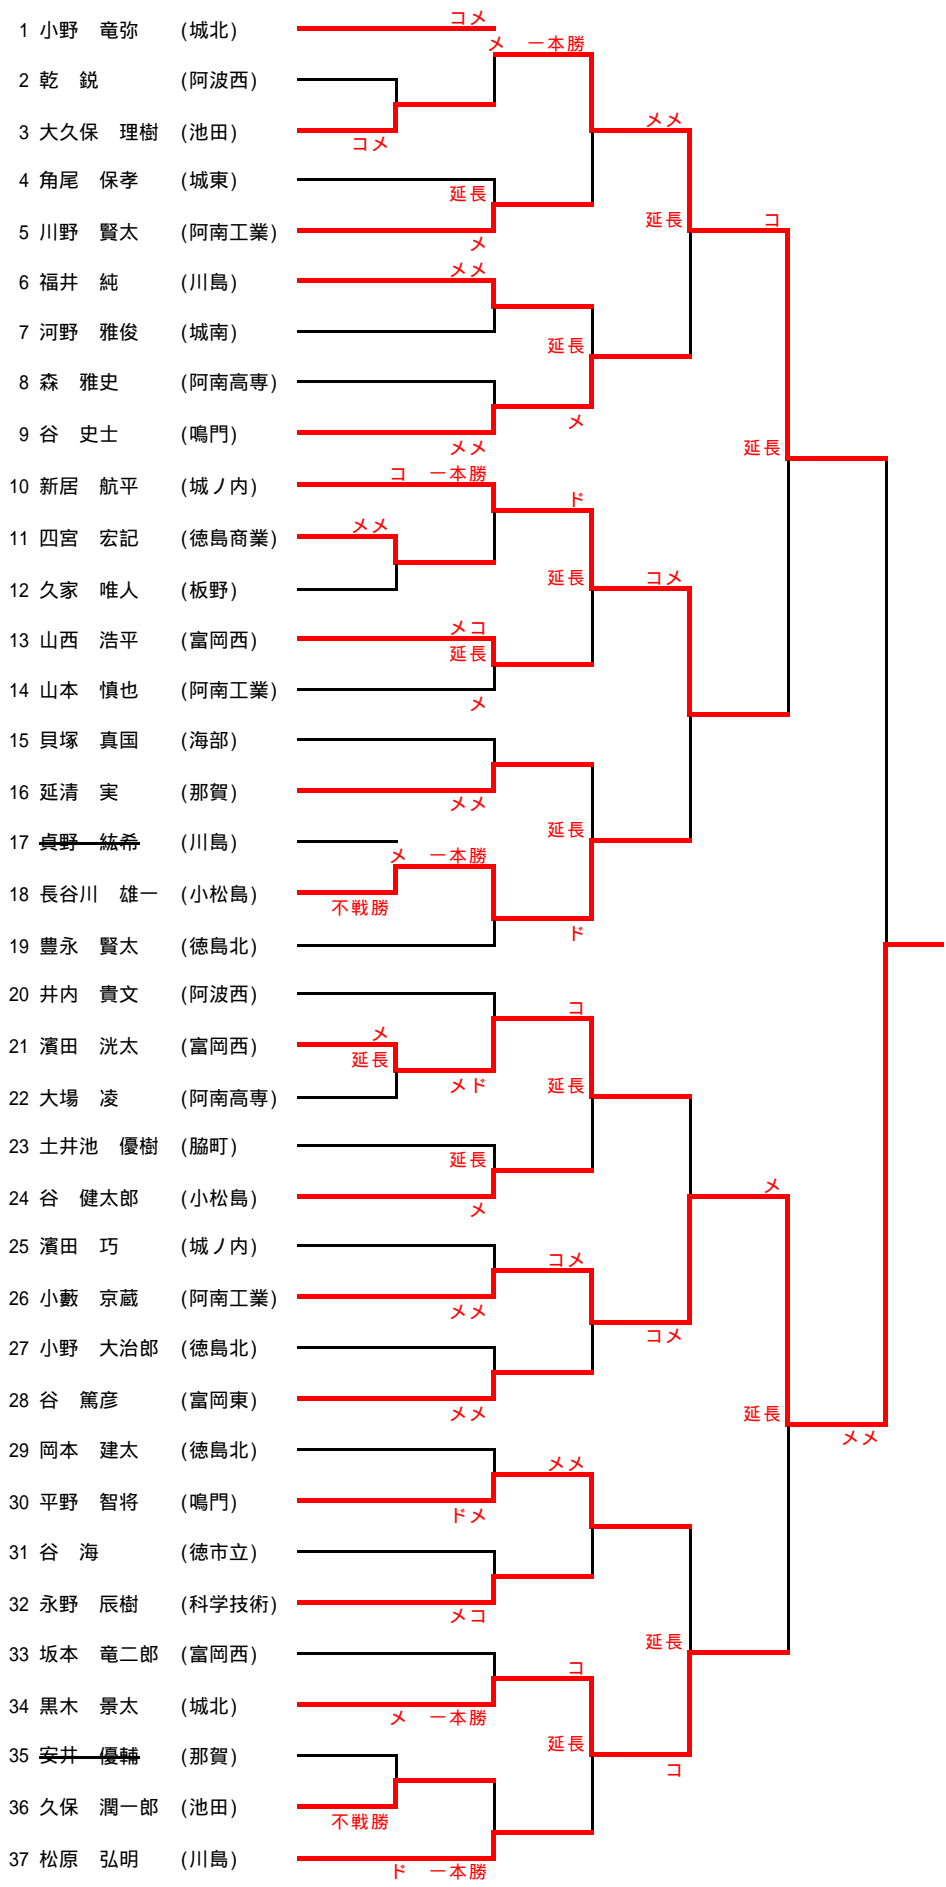 コメ
1 小野　竜弥 (城北)
メ　一本勝
2 乾　鋭 (阿波西)
メメ
3 大久保　理樹 (池田)
コメ
4 角尾　保孝 (城東)
延長
延長
コ
5 川野　賢太 (阿南工業)
メ
メメ
6 福井　純 (川島)
7 河野　雅俊 (城南)
延長
8 森　雅史 (阿南高専)
メ
9 谷　史士 (鳴門)
メメ
延長
コ　一本勝
10 新居　航平 (城ノ内)
ド
メメ
11 四宮　宏記 (徳島商業)
延長
コメ
12 久家　唯人 (板野)
メコ
13 山西　浩平 (富岡西)
延長
14 山本　慎也 (阿南工業)
メ
15 貝塚　真国 (海部)
16 延清　実 (那賀)
メメ
延長
17 貞野　紘希 (川島)
メ　一本勝
18 長谷川　雄一 (小松島)
不戦勝
ド
19 豊永　賢太 (徳島北)
20 井内　貴文 (阿波西)
コ
メ
21 濱田　洸太 (富岡西)
延長
メド
延長
22 大場　凌 (阿南高専)
23 土井池　優樹 (脇町)
延長
メ
24 谷　健太郎 (小松島)
メ
25 濱田　巧 (城ノ内)
コメ
26 小藪　京蔵 (阿南工業)
メメ
コメ
27 小野　大治郎 (徳島北)
28 谷　篤彦 (富岡東)
メメ
延長
メメ
29 岡本　建太 (徳島北)
メメ
30 平野　智将 (鳴門)
ドメ
31 谷　海 (徳市立)
32 永野　辰樹 (科学技術)
メコ
延長
33 坂本　竜二郎 (富岡西)
コ
34 黒木　景太 (城北)
メ　一本勝
延長
35 安井　優輔 (那賀)
コ
36 久保　潤一郎 (池田)
不戦勝
37 松原　弘明 (川島)
ド　一本勝